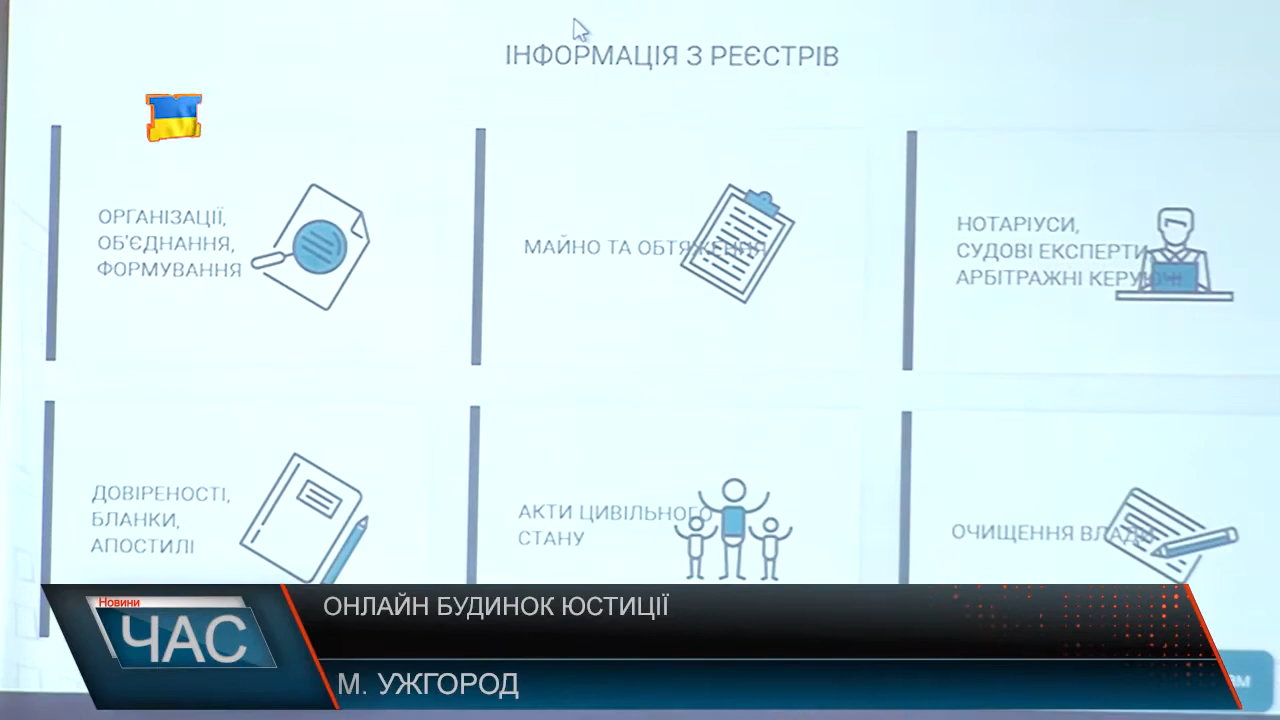 ІНФОРМАЦІЯ З РЕЄСТРІВ
ОРГАНІЗАЦІЇ,
ОБ'ЄДНАННЯ,
ФОРМУВАННЯ
МАЙНО ТА ОБТЯЖЕННЯ
НОТАРІУСИ,
СУДОВІ ЕКСПЕРТИ
АРБІТРАЖНІ КЕРУЮЧІ
ДОВІРЕНОСТІ,
БЛАНКИ,
АПОСТИЛІ
АКТИ ЦИВІЛЬНОГО
СТАНУ
ОЧИЩЕННЯ ВЛАДИ
Новини
ЧАС
ОНЛАЙН БУДИНОК ЮСТИЦІЇ
М. УЖГОРОД